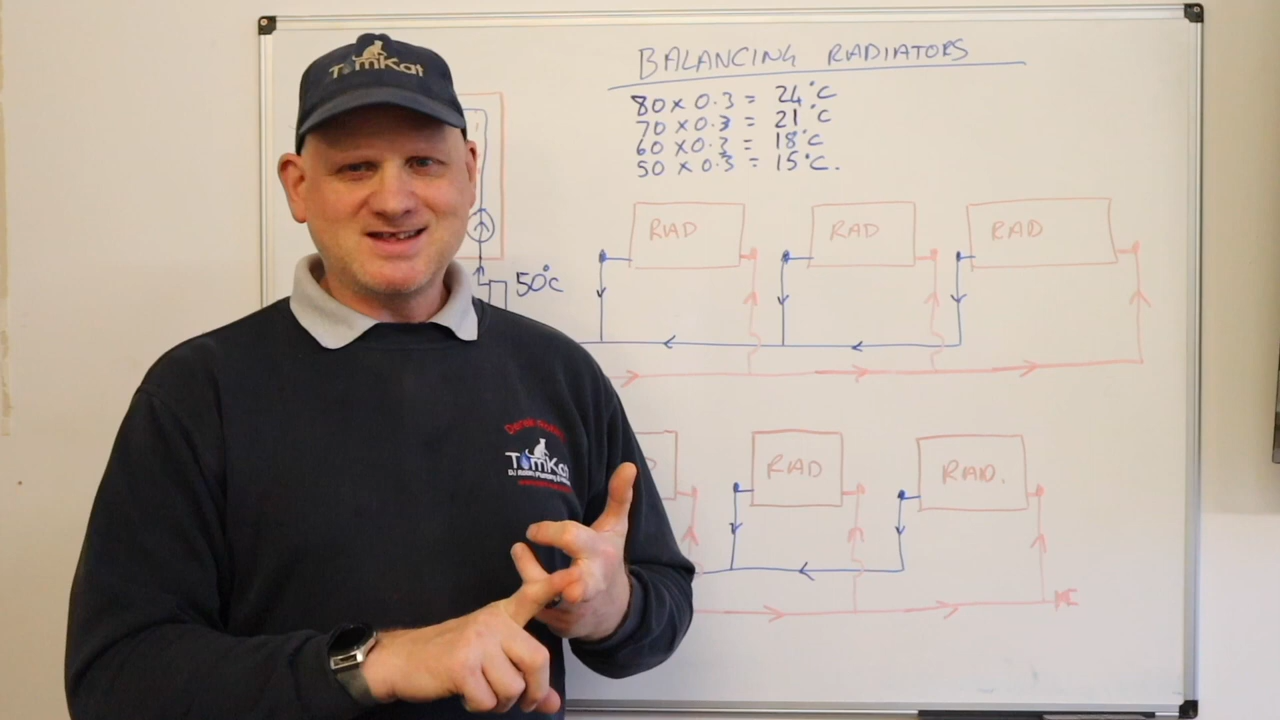 BALANCING RADIATORS
80 x 0.3 = 24°C
70 x 0.3 = 21°C
60 x 0.3 = 18°C
50 x 0.3 = 15°C.
TomKat
RAD
RAD
RAD
50°c
RAD
RAD.
Derek
TomKat